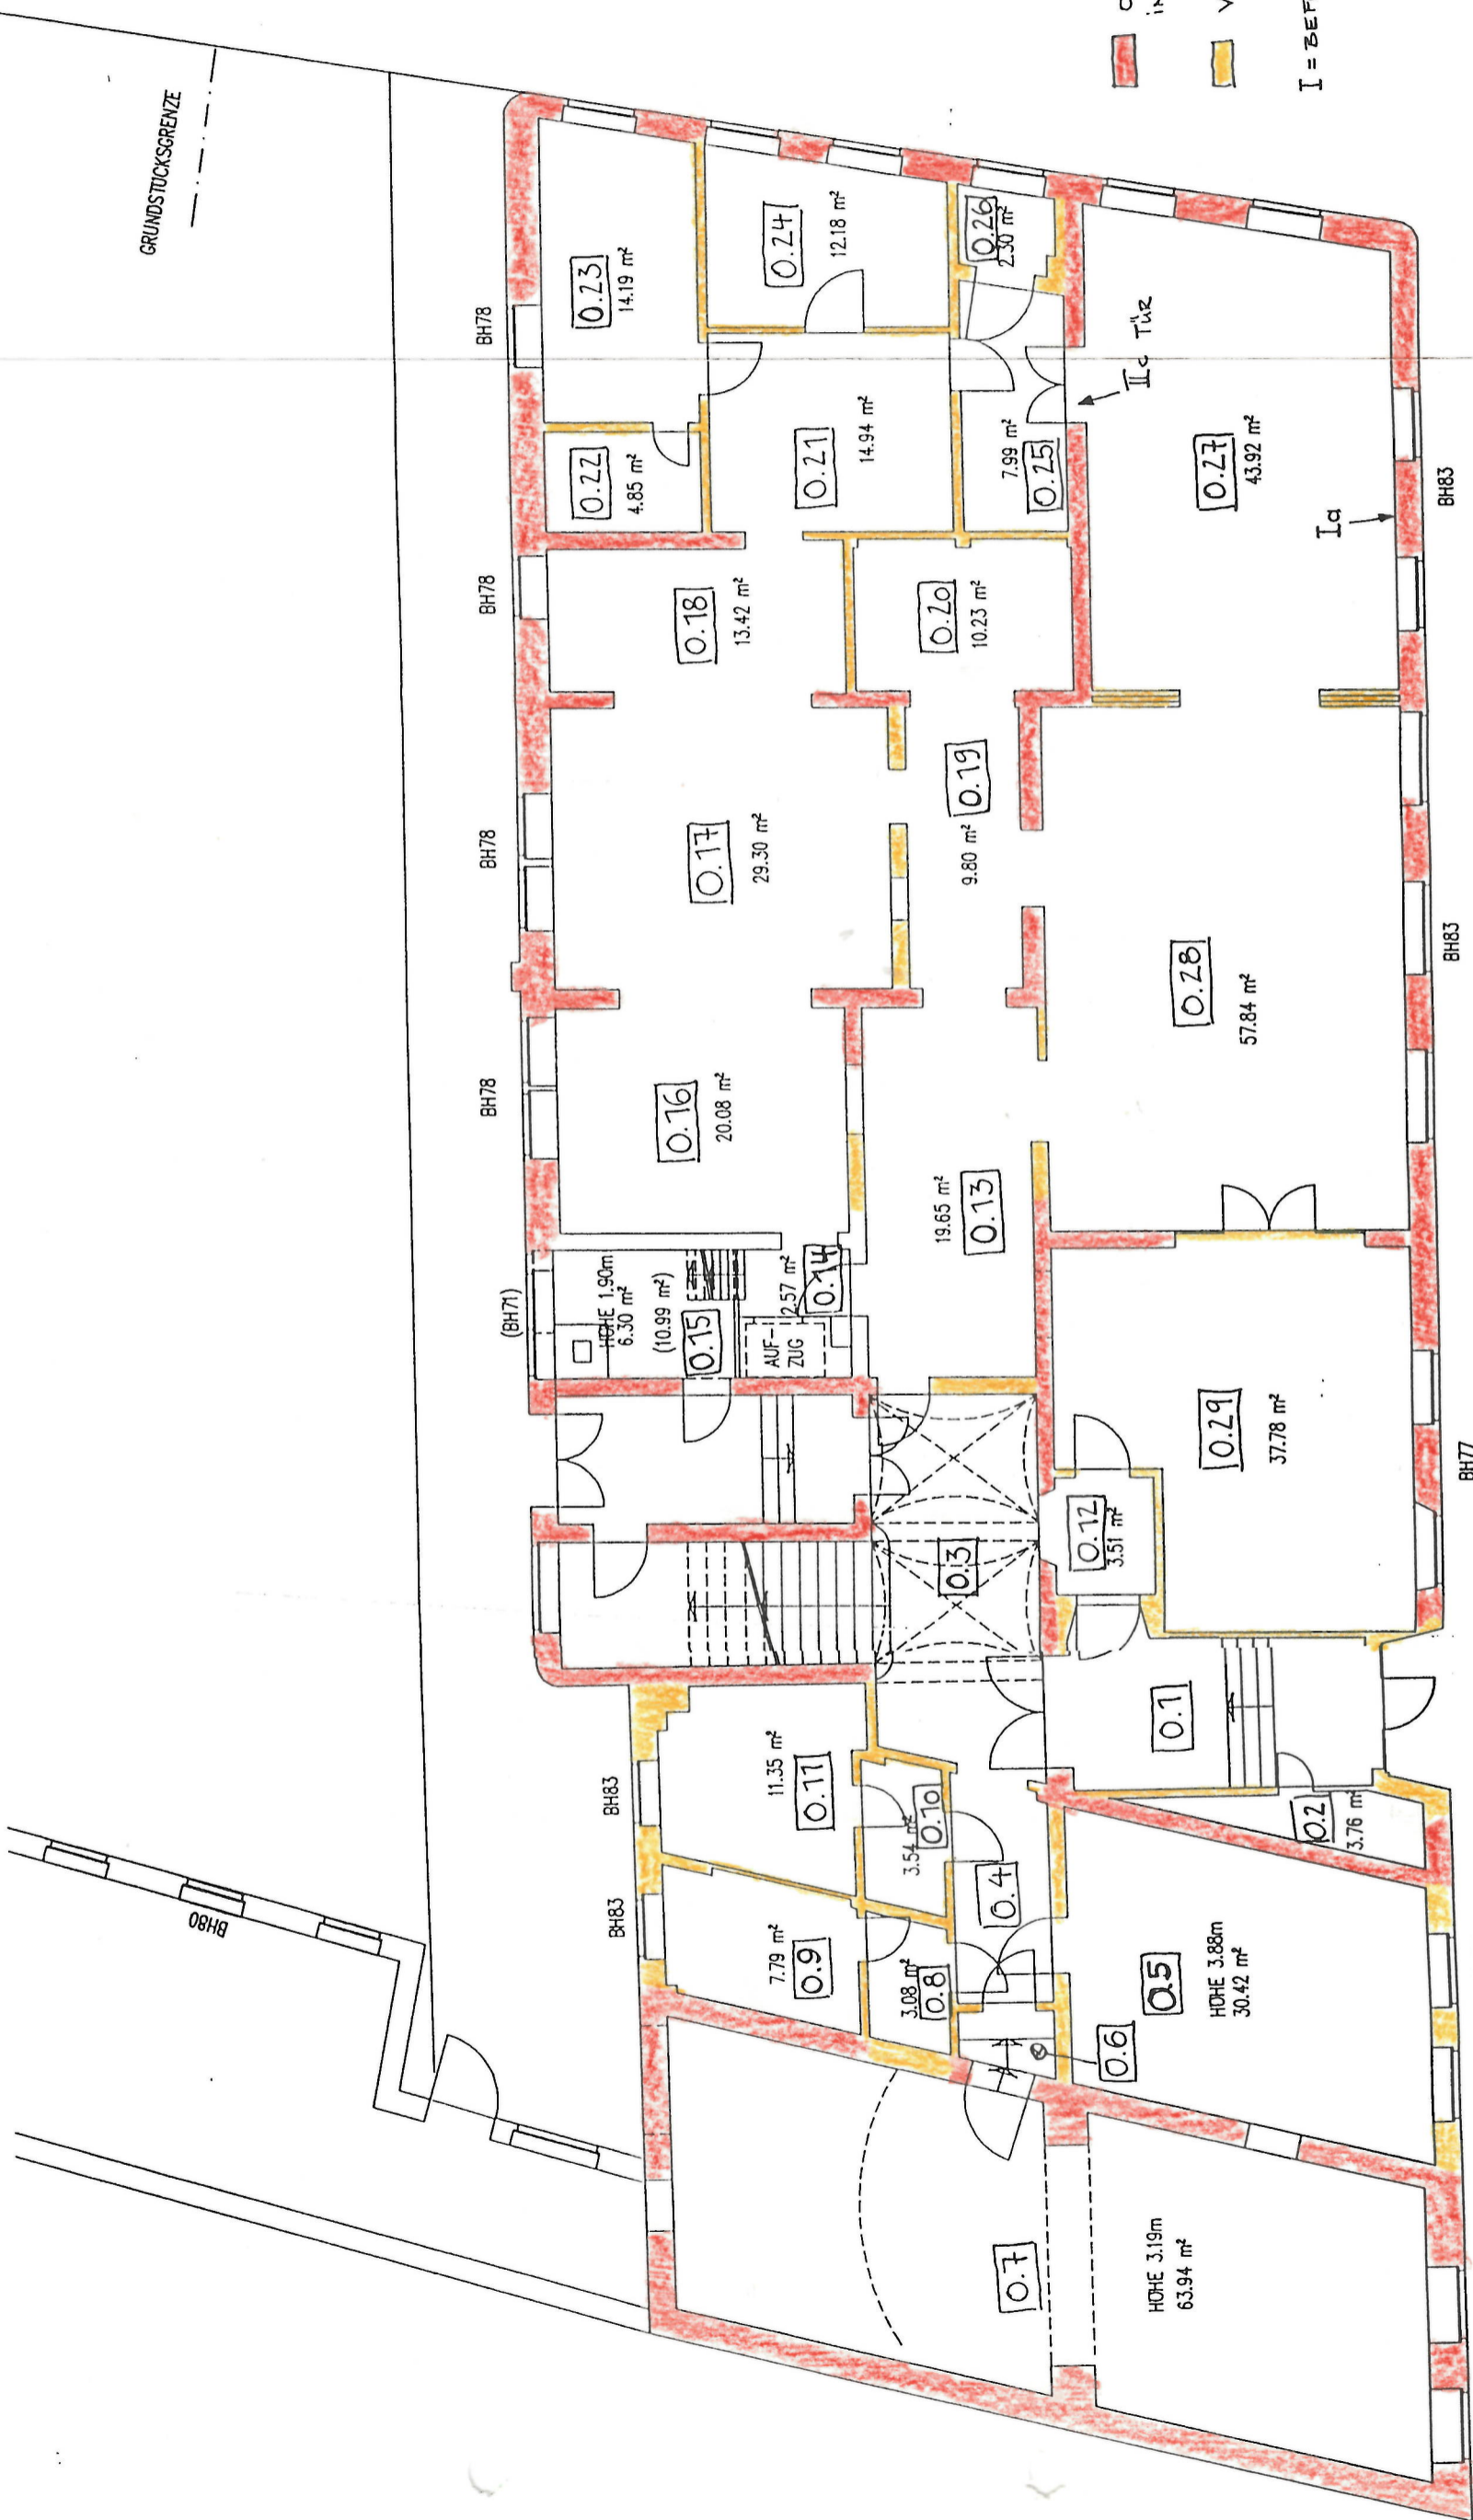 GRUNDSTÜCKSGRENZE
BH78
BH78
BH78
BH78
(BH71)
BH83
BH83
BH80
0.23
14.19 m²
0.24
12.18 m²
0.26
2.30 m²
0.22
4.85 m²
0.21
14.94 m²
7.99 m²
0.25
IIc TÜR
0.27
43.92 m²
Ia
BH83
0.18
13.42 m²
0.20
10.23 m²
0.17
29.30 m²
0.19
9.80 m²
0.28
57.84 m²
BH83
0.16
20.08 m²
19.65 m²
0.13
HÖHE 1.90m
6.30 m²
(10.99 m²)
0.15
2.57 m²
0.14
AUF-
ZUG
0.29
37.78 m²
BH77
0.12
3.51 m²
0.3
0.1
0.2
3.76 m²
11.35 m²
0.11
3.54 m²
0.10
0.4
7.79 m²
0.9
3.08 m²
0.8
0.5
HÖHE 3.88m
30.42 m²
0.6
0.7
HÖHE 3.19m
63.94 m²
I = BEF